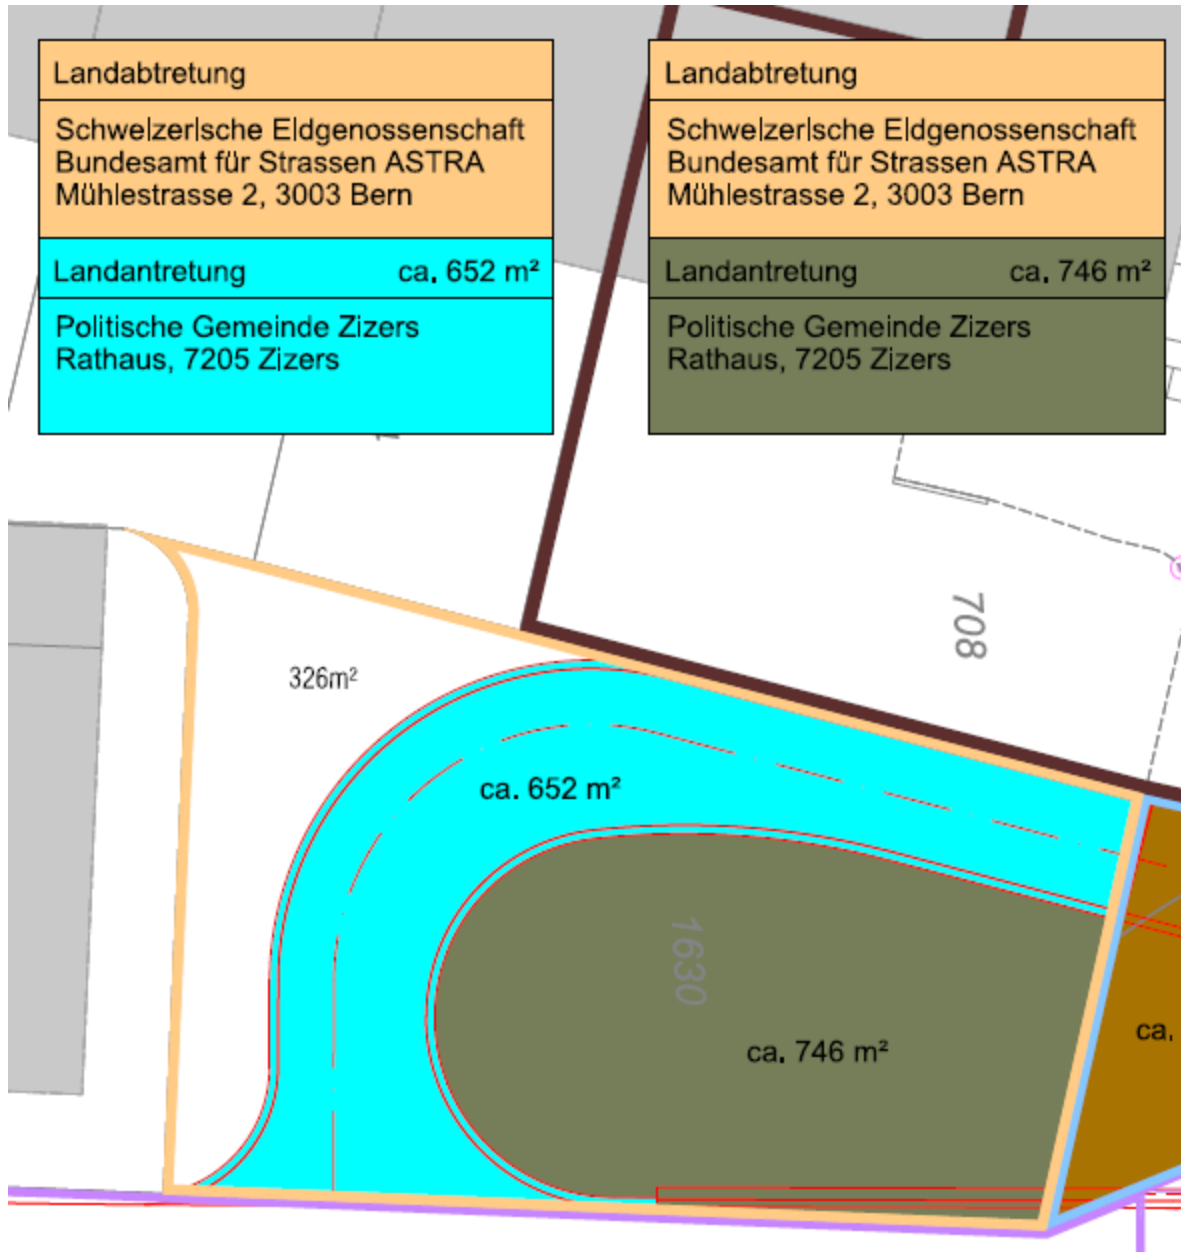 Landabtretung
Schweizerische Eidgenossenschaft
Bundesamt für Strassen ASTRA
Mühlestrasse 2, 3003 Bern
Landantretung ca. 652 m²
Politische Gemeinde Zizers
Rathaus, 7205 Zizers
Landabtretung
Schweizerische Eidgenossenschaft
Bundesamt für Strassen ASTRA
Mühlestrasse 2, 3003 Bern
Landantretung ca. 746 m²
Politische Gemeinde Zizers
Rathaus, 7205 Zizers
708
326m²
ca. 652 m²
1630
ca. 746 m²
ca.